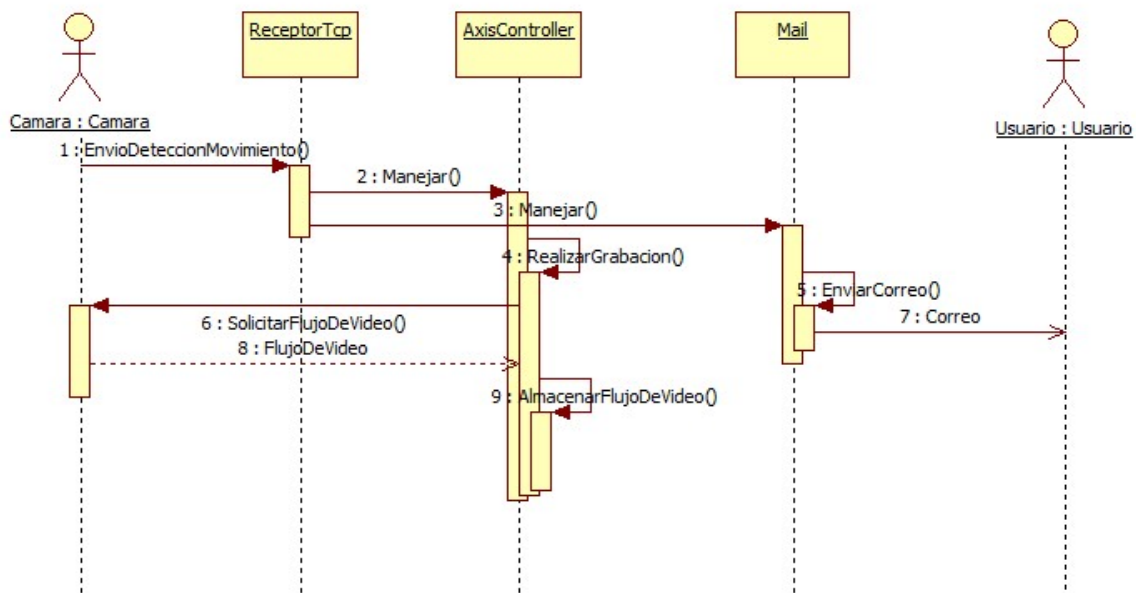 ReceptorTcp
AxisController
Mail
Camara : Camara
Usuario : Usuario
1 : EnvioDeteccionMovimiento()
2 : Manejar()
3 : Manejar()
4 : RealizarGrabacion()
5 : EnviarCorreo()
6 : SolicitarFlujoDeVideo()
7 : Correo
8 : FlujoDeVideo
9 : AlmacenarFlujoDeVideo()